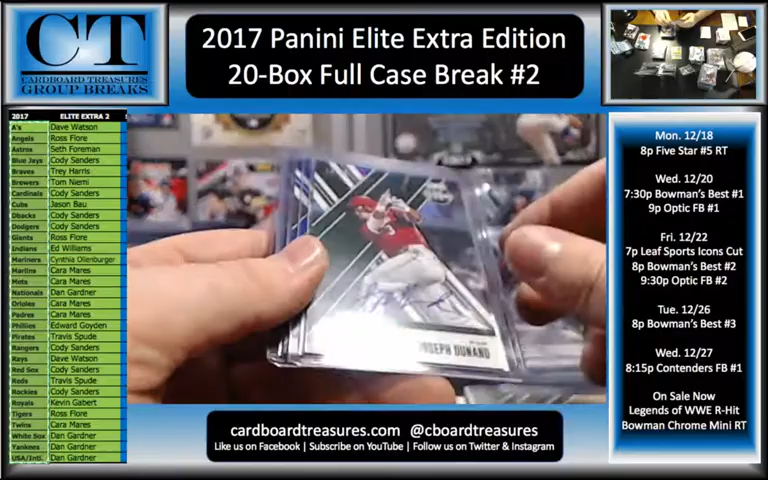 CT
CARDBOARD TREASURES
GROUP BREAKS
2017 Panini Elite Extra Edition
20-Box Full Case Break #2
2017 ELITE EXTRA 2
A's Dave Watson
Angels Ross Fiore
Astros Seth Foreman
Blue Jays Cody Sanders
Braves Trey Harris
Brewers Tom Niemi
Cardinals Cody Sanders
Cubs Jason Bau
Dbacks Cody Sanders
Dodgers Cody Sanders
Giants Ross Fiore
Indians Ed Williams
Mariners Cynthia Ollenburger
Marlins Cara Mares
Mets Cara Mares
Nationals Dan Gardner
Orioles Cara Mares
Padres Cara Mares
Phillies Edward Goyden
Pirates Travis Spude
Rangers Cody Sanders
Rays Dave Watson
Red Sox Cody Sanders
Reds Travis Spude
Rockies Cody Sanders
Royals Kevin Gabert
Tigers Ross Fiore
Twins Cara Mares
White Sox Dan Gardner
Yankees Dan Gardner
USA/Intl. Dan Gardner
JOSEPH DUNAND
Mon. 12/18
8p Five Star #5 RT
Wed. 12/20
7:30p Bowman's Best #1
9p Optic FB #1
Fri. 12/22
7p Leaf Sports Icons Cut
8p Bowman's Best #2
9:30p Optic FB #2
Tue. 12/26
8p Bowman's Best #3
Wed. 12/27
8:15p Contenders FB #1
On Sale Now
Legends of WWE R-Hit
Bowman Chrome Mini RT
cardboardtreasures.com @cboardtreasures
Like us on Facebook | Subscribe on YouTube | Follow us on Twitter & Instagram